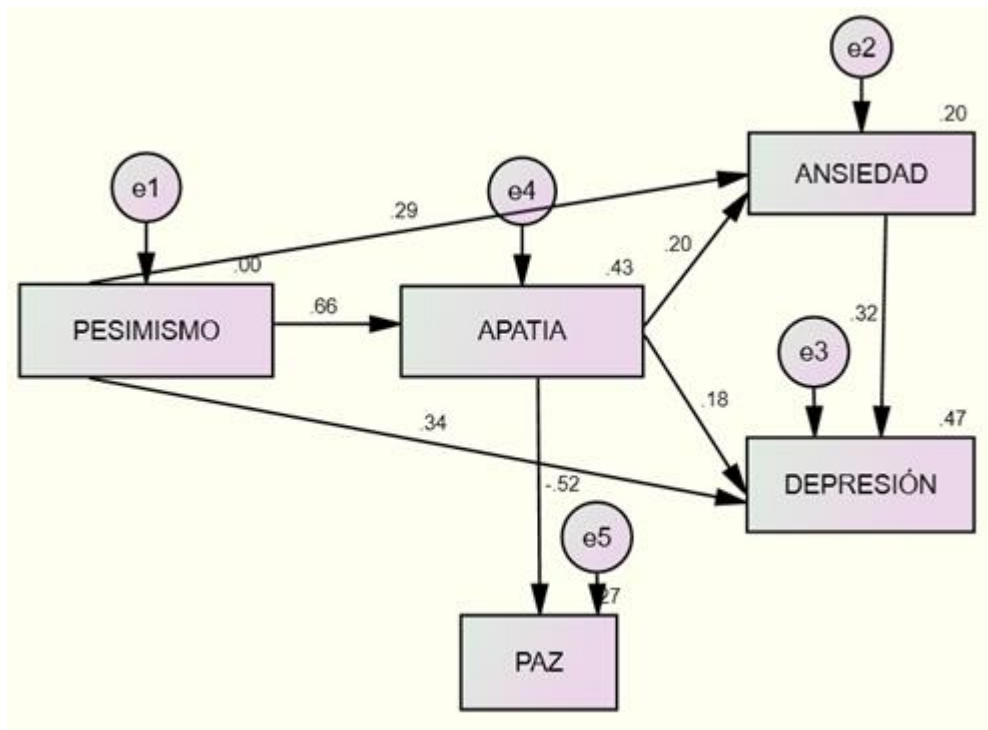 e2
.20
ANSIEDAD
e1
e4
.29
.20
.00
.43
.66
PESIMISMO
APATIA
.32
e3
.18
.34
.47
DEPRESIÓN
-.52
e5
27
PAZ